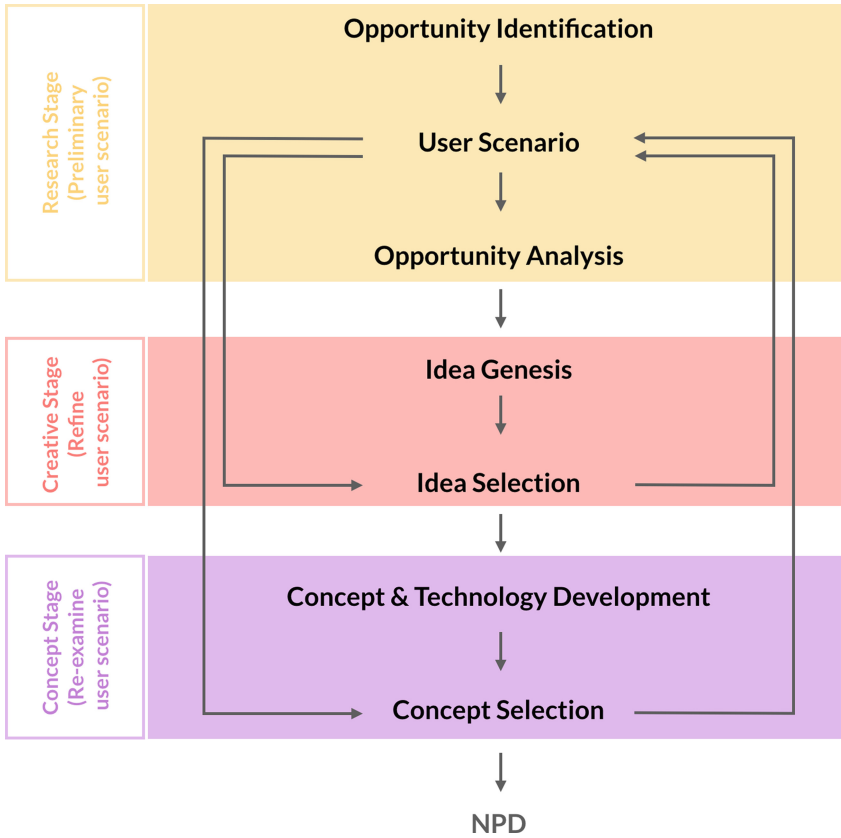 Research Stage
(Preliminary
user scenario)
Opportunity Identification
User Scenario
Opportunity Analysis
Creative Stage
(Refine
user scenario)
Idea Genesis
Idea Selection
Concept Stage
(Re-examine
user scenario)
Concept & Technology Development
Concept Selection
NPD